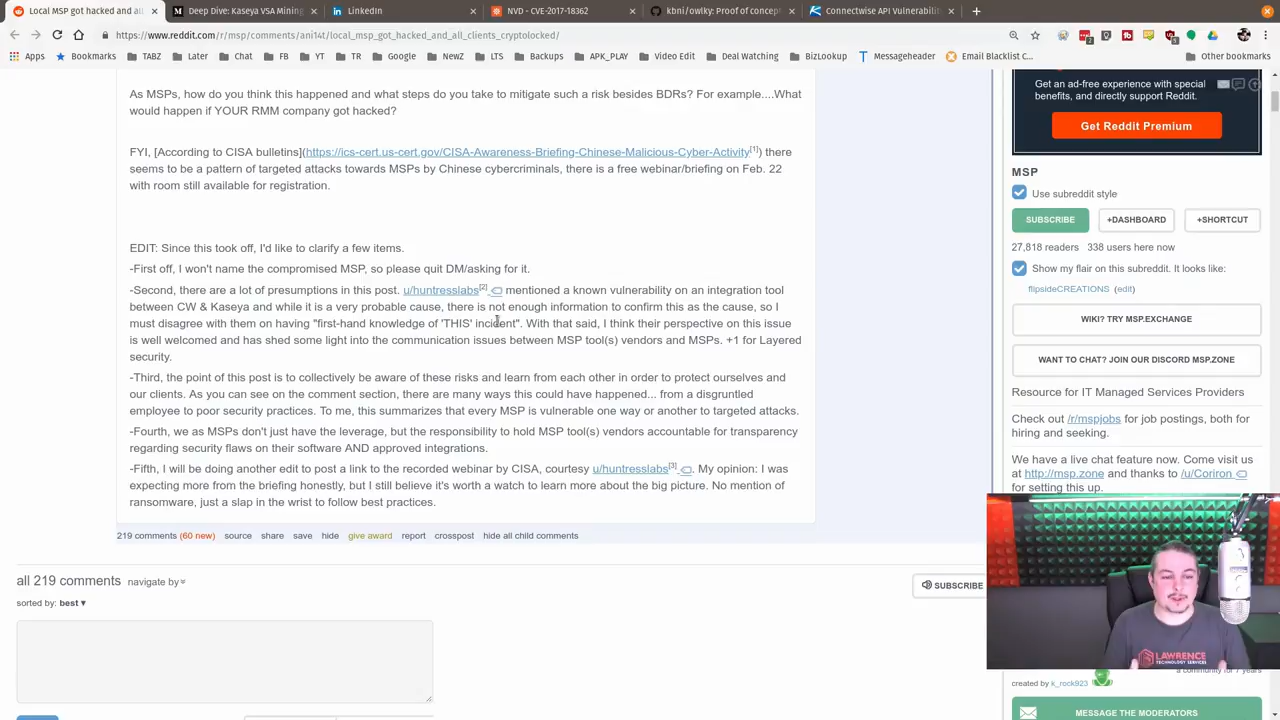 Local MSP got hacked and all
Deep Dive: Kaseya VSA Mining
LinkedIn
NVD - CVE-2017-18362
kbni/owlky: Proof of concep
Connectwise API Vulnerabilit
https://www.reddit.com/r/msp/comments/ani14t/local_msp_got_hacked_and_all_clients_cryptolocked/
Apps Bookmarks TABZ Later Chat FB YT TR Google NewZ LTS Backups APK_PLAY Video Edit Deal Watching BizLookup Messageheader Email Blacklist C... Other bookmarks
As MSPs, how do you think this happened and what steps do you take to mitigate such a risk besides BDRs? For example....What
would happen if YOUR RMM company got hacked?
FYI, [According to CISA bulletins](https://ics-cert.us-cert.gov/CISA-Awareness-Briefing-Chinese-Malicious-Cyber-Activity[1]) there
seems to be a pattern of targeted attacks towards MSPs by Chinese cybercriminals, there is a free webinar/briefing on Feb. 22
with room still available for registration.
EDIT: Since this took off, I'd like to clarify a few items.
-First off, I won't name the compromised MSP, so please quit DM/asking for it.
-Second, there are a lot of presumptions in this post. u/huntresslabs[2] mentioned a known vulnerability on an integration tool
between CW & Kaseya and while it is a very probable cause, there is not enough information to confirm this as the cause, so I
must disagree with them on having "first-hand knowledge of 'THIS' incident". With that said, I think their perspective on this issue
is well welcomed and has shed some light into the communication issues between MSP tool(s) vendors and MSPs. +1 for Layered
security.
-Third, the point of this post is to collectively be aware of these risks and learn from each other in order to protect ourselves and
our clients. As you can see on the comment section, there are many ways this could have happened... from a disgruntled
employee to poor security practices. To me, this summarizes that every MSP is vulnerable one way or another to targeted attacks.
-Fourth, we as MSPs don't just have the leverage, but the responsibility to hold MSP tool(s) vendors accountable for transparency
regarding security flaws on their software AND approved integrations.
-Fifth, I will be doing another edit to post a link to the recorded webinar by CISA, courtesy u/huntresslabs[3]. My opinion: I was
expecting more from the briefing honestly, but I still believe it's worth a watch to learn more about the big picture. No mention of
ransomware, just a slap in the wrist to follow best practices.
219 comments (60 new) source share save hide give award report crosspost hide all child comments
all 219 comments navigate by
sorted by: best
SUBSCRIBE
Get an ad-free experience with special
benefits, and directly support Reddit.
Get Reddit Premium
MSP
Use subreddit style
SUBSCRIBE +DASHBOARD +SHORTCUT
27,818 readers 338 users here now
Show my flair on this subreddit. It looks like:
flipsideCREATIONS (edit)
WIKI? TRY MSP.EXCHANGE
WANT TO CHAT? JOIN OUR DISCORD MSP.ZONE
Resource for IT Managed Services Providers
Check out /r/mspjobs for job postings, both for
hiring and seeking.
We have a live chat feature now. Come visit us
at http://msp.zone and thanks to /u/Coriron
for setting this up.
LAWRENCE
TECHNOLOGY SERVICES
a community for 7 years
created by k_rock923
MESSAGE THE MODERATORS